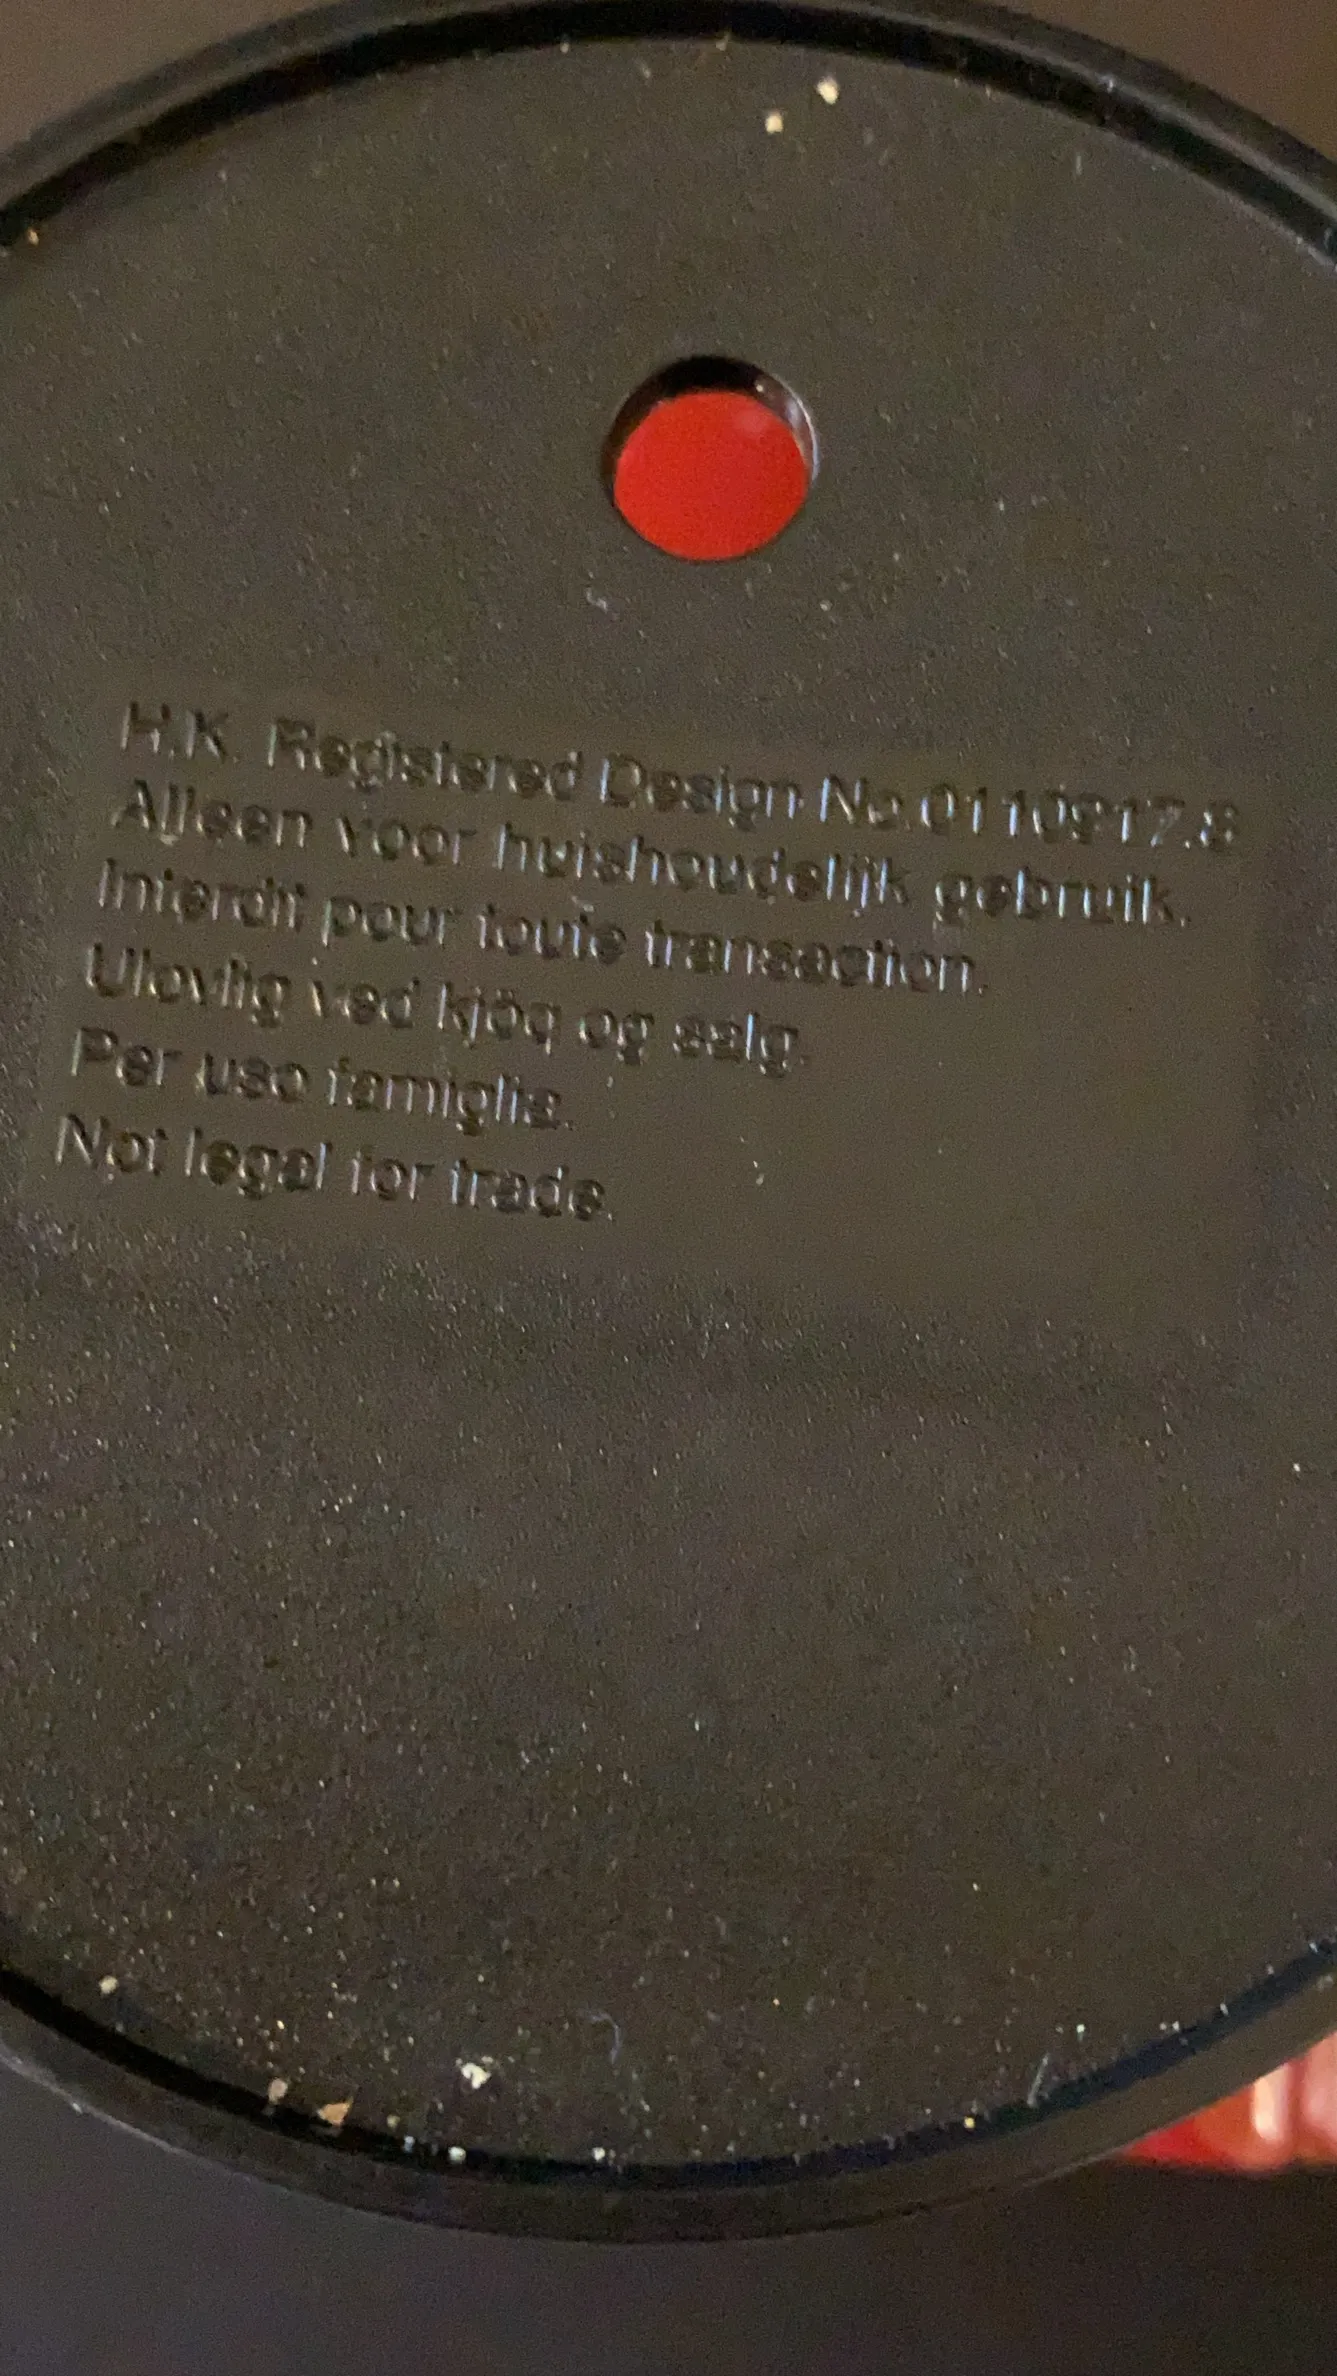 H.K. Registered Design No.0110917.8
Alleen voor huishoudelijk gebruik.
Interdit pour toute transaction.
Ulovlig ved kjöq og salg.
Per uso famiglia.
Not legal for trade.